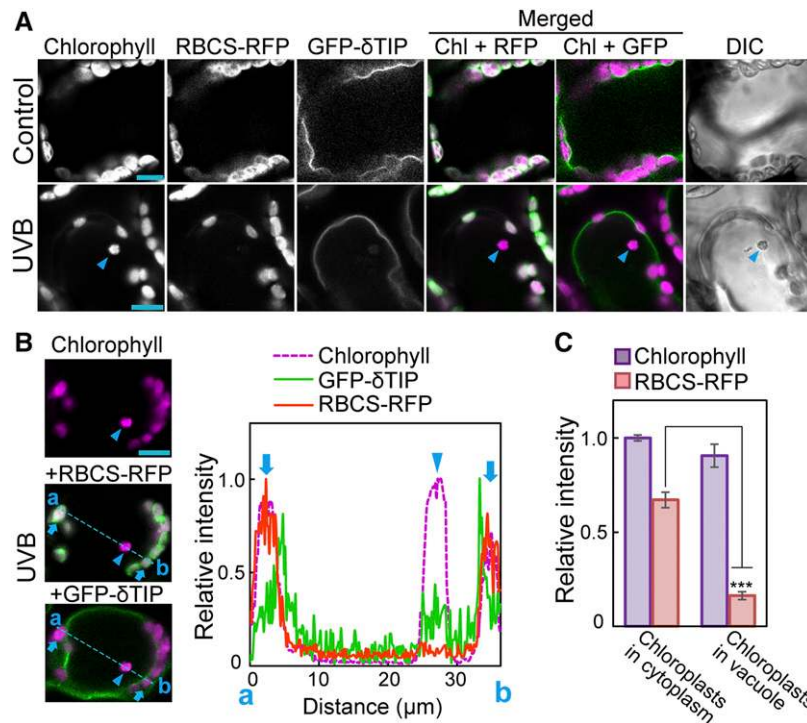 A
Merged
Chlorophyll RBCS-RFP GFP-δTIP Chl + RFP Chl + GFP DIC
Control
UVB
B
Chlorophyll
+RBCS-RFP
a
b
+GFP-δTIP
a
b
UVB
Chlorophyll
GFP-δTIP
RBCS-RFP
Relative intensity
1.0
0.5
0
0 10 20 30
a b
Distance (µm)
C
Chlorophyll
RBCS-RFP
Relative intensity
1.0
0.5
0
***
Chloroplasts
in cytoplasm
Chloroplasts
in vacuole